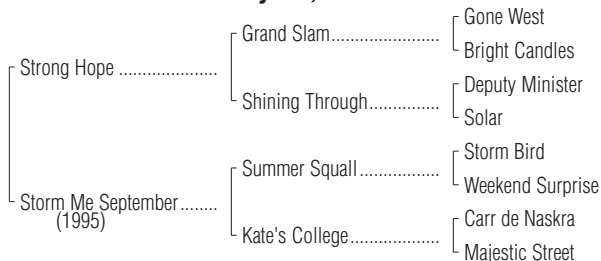 Gone West
Grand Slam....................
Bright Candles
Strong Hope ....................
Deputy Minister
Shining Through..............
Solar
Storm Bird
Summer Squall................
Weekend Surprise
Storm Me September.......
(1995)
Carr de Naskra
Kate's College..................
Majestic Street